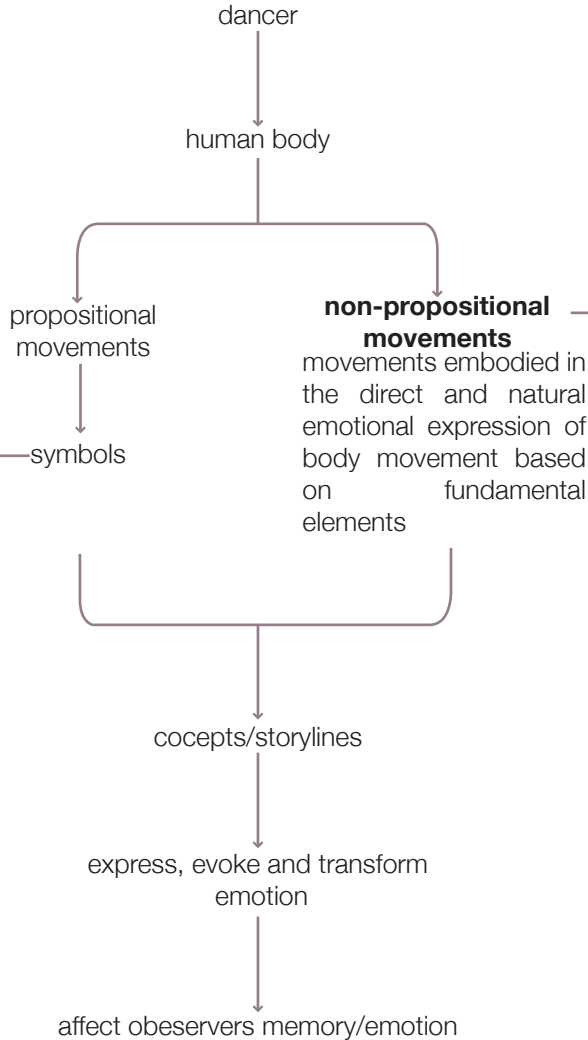 dancer
human body
propositional
movements
symbols
non-propositional
movements
movements embodied in
the direct and natural
emotional expression of
body movement based
on fundamental
elements
cocepts/storylines
express, evoke and transform
emotion
affect obeservers memory/emotion